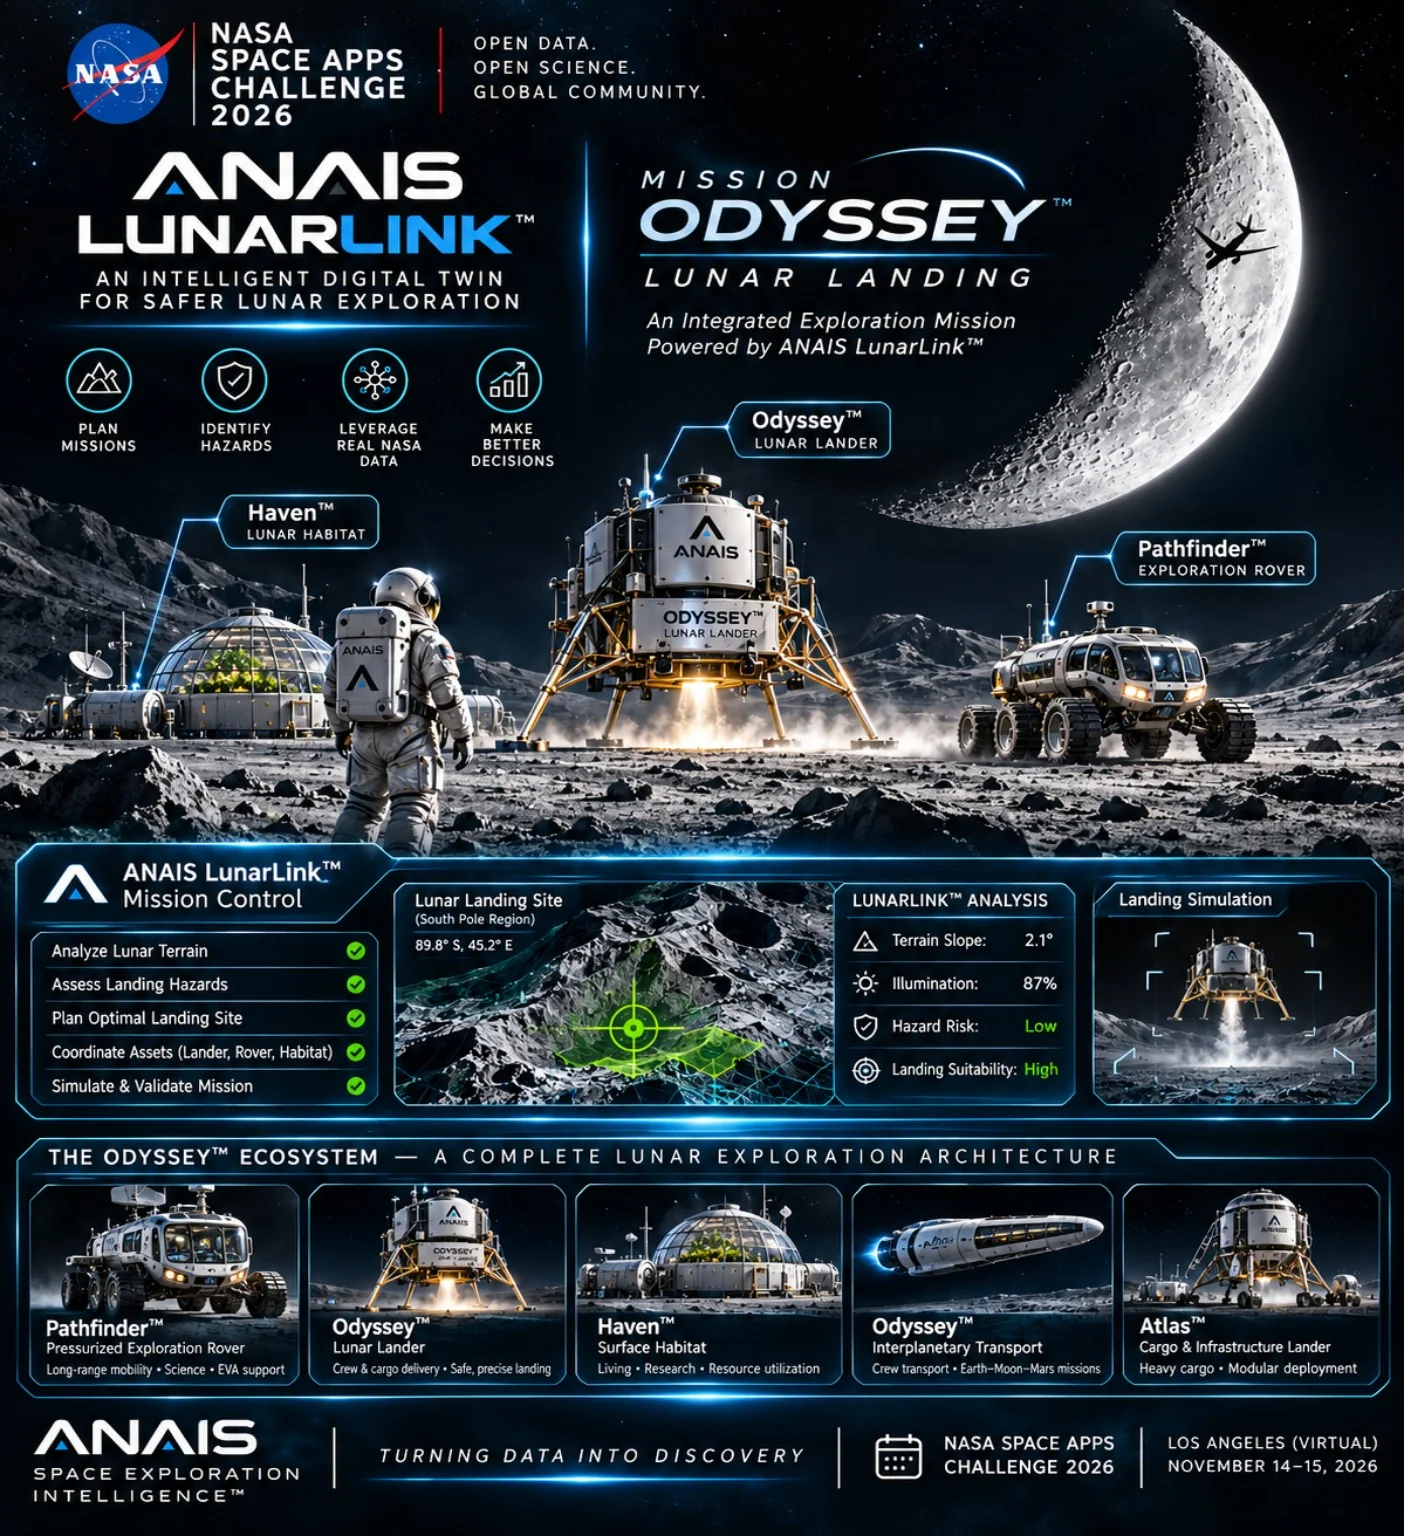 NASA
NASA
SPACE APPS
CHALLENGE
2026
OPEN DATA.
OPEN SCIENCE.
GLOBAL COMMUNITY.
ANAIS
LUNARLINK™
AN INTELLIGENT DIGITAL TWIN
FOR SAFER LUNAR EXPLORATION
MISSION
ODYSSEY™
LUNAR LANDING
An Integrated Exploration Mission
Powered by ANAIS LunarLink™
PLAN
MISSIONS
IDENTIFY
HAZARDS
LEVERAGE
REAL NASA
DATA
MAKE
BETTER
DECISIONS
Odyssey™
LUNAR LANDER
Haven™
LUNAR HABITAT
Pathfinder™
EXPLORATION ROVER
ANAIS
ODYSSEY™
LUNAR LANDER
ANAIS
ANAIS LunarLink™
Mission Control
Analyze Lunar Terrain
Assess Landing Hazards
Plan Optimal Landing Site
Coordinate Assets (Lander, Rover, Habitat)
Simulate & Validate Mission
Lunar Landing Site
(South Pole Region)
89.8° S, 45.2° E
LUNARLINK™ ANALYSIS
Terrain Slope: 2.1°
Illumination: 87%
Hazard Risk: Low
Landing Suitability: High
Landing Simulation
THE ODYSSEY™ ECOSYSTEM — A COMPLETE LUNAR EXPLORATION ARCHITECTURE
Pathfinder™
Pressurized Exploration Rover
Long-range mobility • Science • EVA support
ANAIS
ODYSSEY™
Odyssey™
Lunar Lander
Crew & cargo delivery • Safe, precise landing
Haven™
Surface Habitat
Living • Research • Resource utilization
Odyssey™
Interplanetary Transport
Crew transport • Earth–Moon–Mars missions
Atlas™
Cargo & Infrastructure Lander
Heavy cargo • Modular deployment
ANAIS
SPACE EXPLORATION
INTELLIGENCE™
TURNING DATA INTO DISCOVERY
NASA SPACE APPS
CHALLENGE 2026
LOS ANGELES (VIRTUAL)
NOVEMBER 14–15, 2026